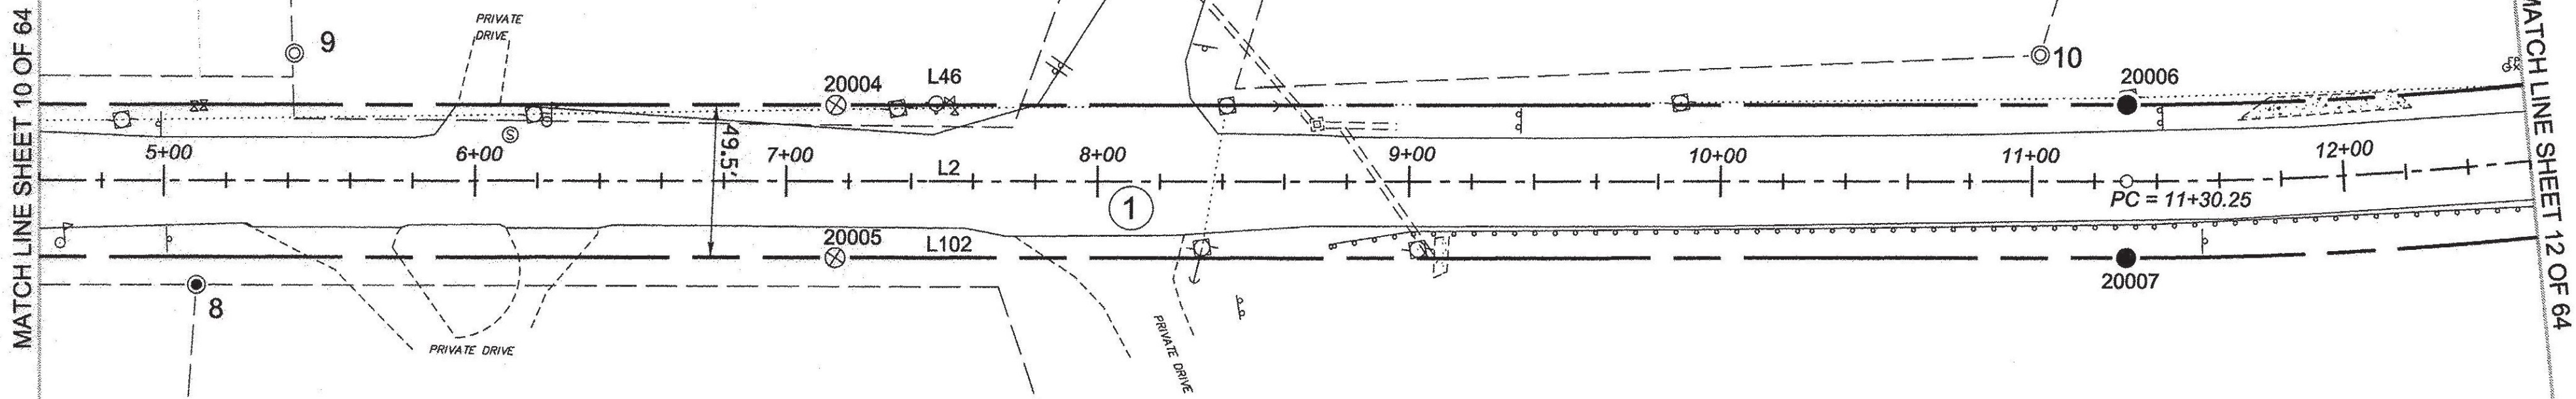 MATCH LINE SHEET 10 OF 64
PRIVATE
DRIVE
9
20004
L46
10
20006
MATCH LINE SHEET 12 OF 64
S
5+00
6+00
49.5'
7+00
8+00
9+00
10+00
11+00
12+00
L2
1
PC = 11+30.25
20005
L102
8
20007
PRIVATE DRIVE
PRIVATE DRIVE